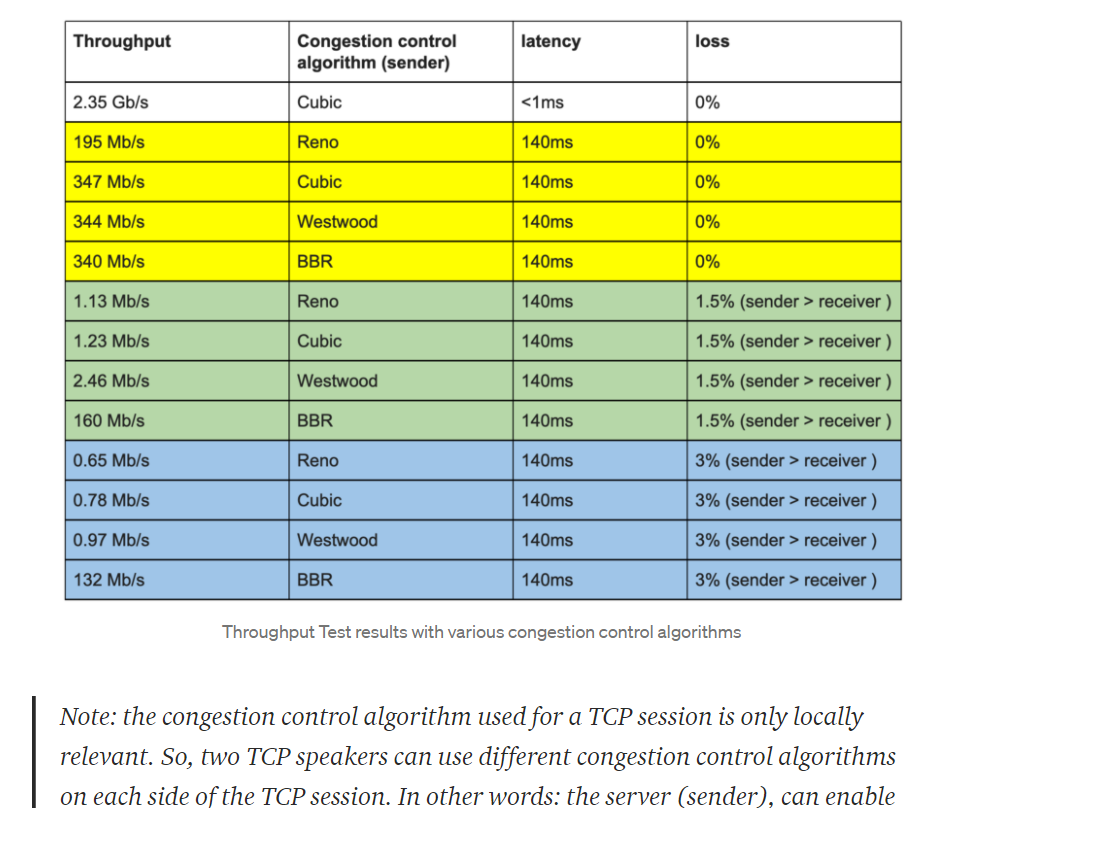 Throughput Congestion control algorithm (sender) latency loss
2.35 Gb/s Cubic <1ms 0%
195 Mb/s Reno 140ms 0%
347 Mb/s Cubic 140ms 0%
344 Mb/s Westwood 140ms 0%
340 Mb/s BBR 140ms 0%
1.13 Mb/s Reno 140ms 1.5% (sender > receiver )
1.23 Mb/s Cubic 140ms 1.5% (sender > receiver )
2.46 Mb/s Westwood 140ms 1.5% (sender > receiver )
160 Mb/s BBR 140ms 1.5% (sender > receiver )
0.65 Mb/s Reno 140ms 3% (sender > receiver )
0.78 Mb/s Cubic 140ms 3% (sender > receiver )
0.97 Mb/s Westwood 140ms 3% (sender > receiver )
132 Mb/s BBR 140ms 3% (sender > receiver )
Throughput Test results with various congestion control algorithms
Note: the congestion control algorithm used for a TCP session is only locally
relevant. So, two TCP speakers can use different congestion control algorithms
on each side of the TCP session. In other words: the server (sender), can enable